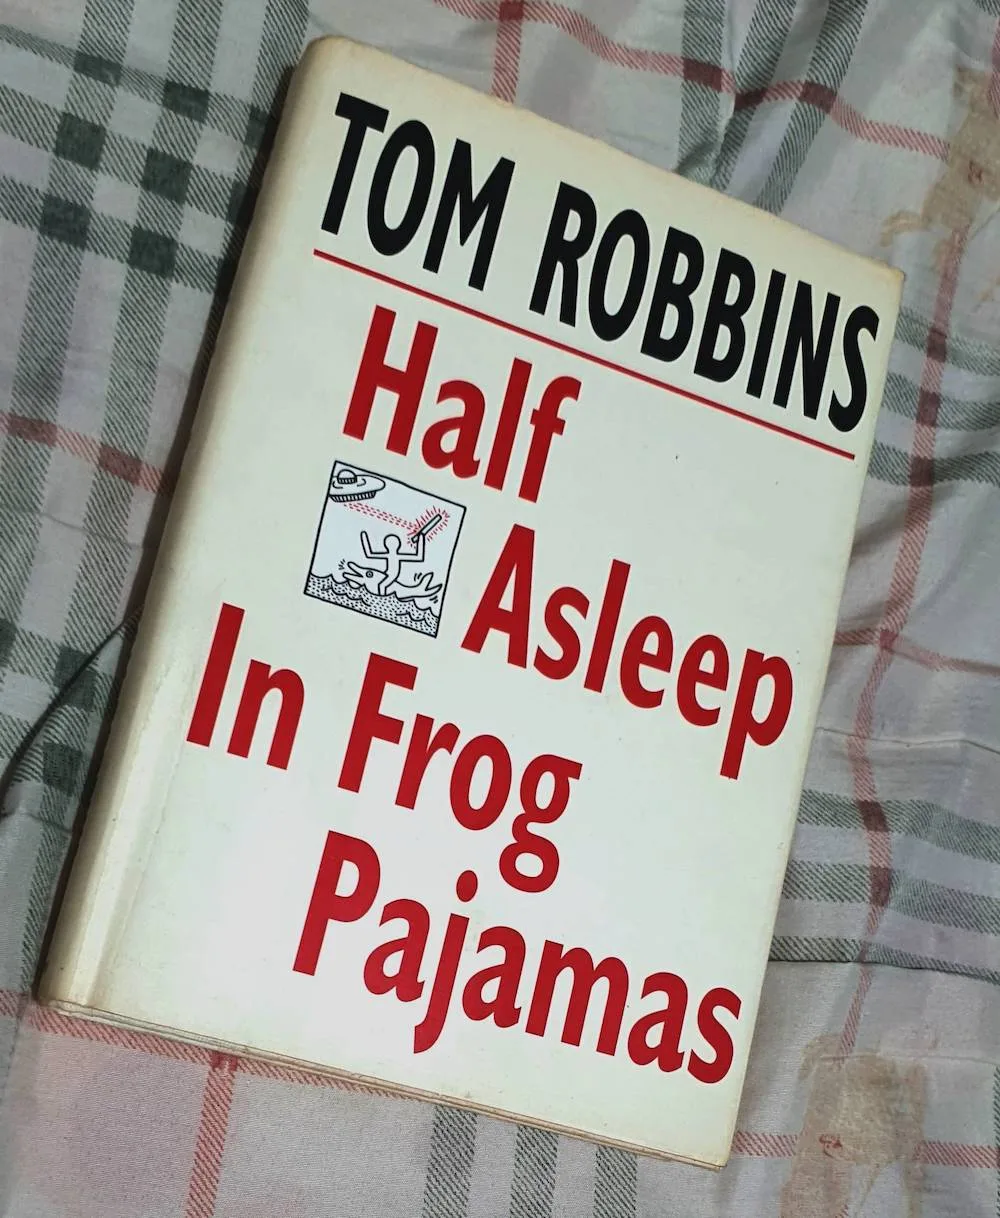 TOM ROBBINS
Half
Asleep
In Frog
Pajamas